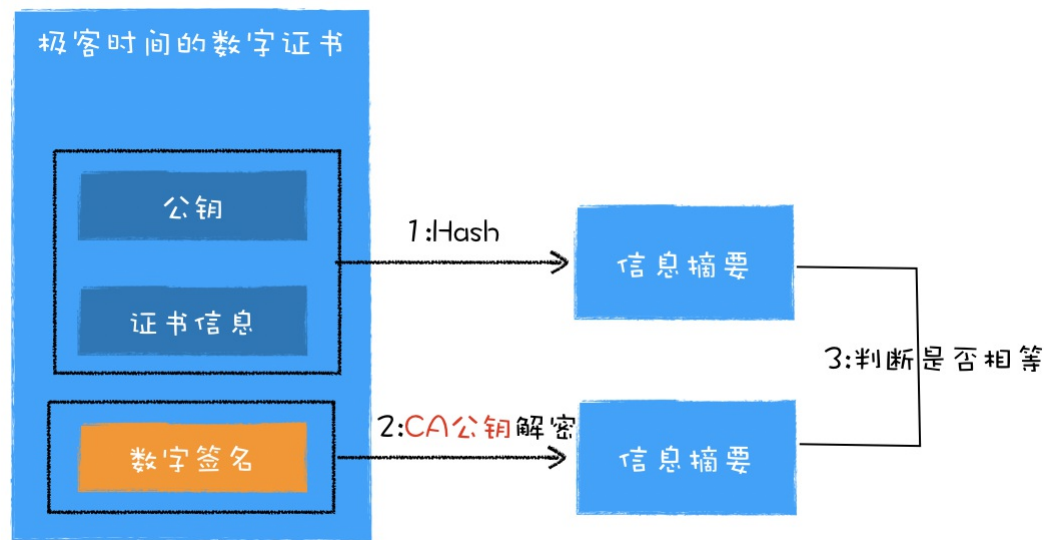 极客时间的数字证书
公钥
1:Hash
信息摘要
证书信息
3:判断是否相等
2:CA公钥解密
数字签名
信息摘要